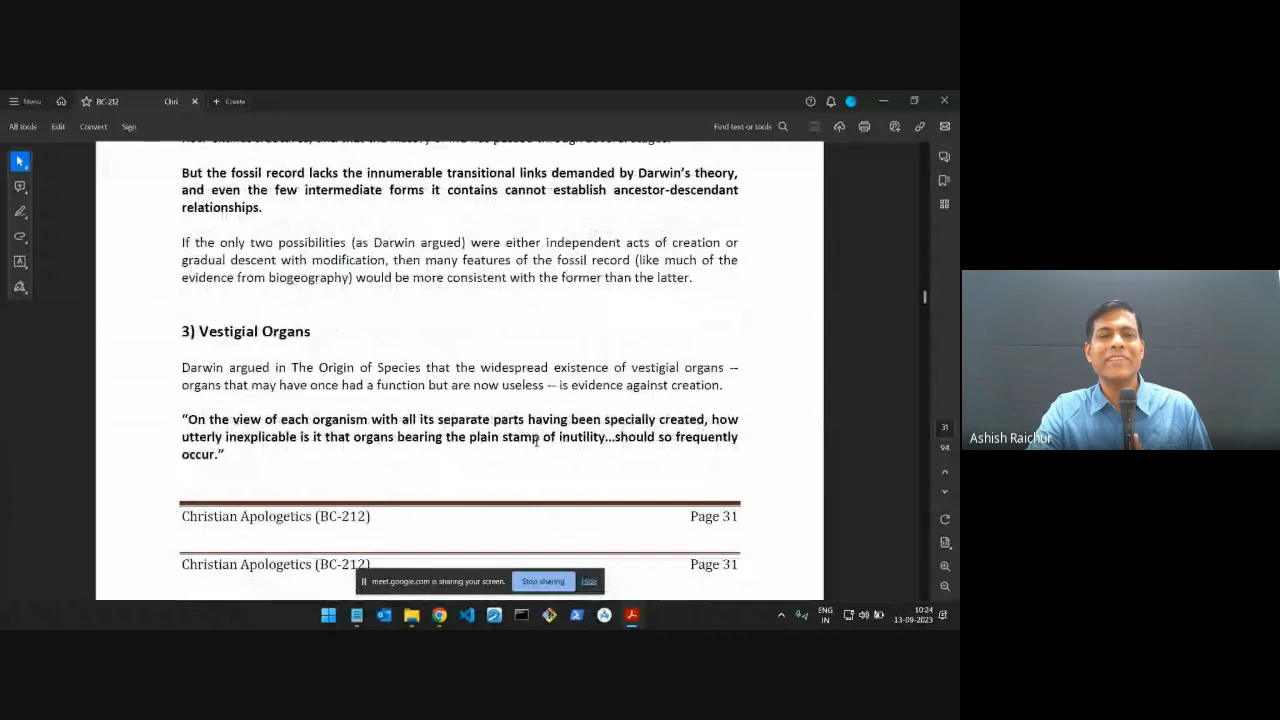 Menu
BC-212
Chri
Create
All tools
Edit
Convert
Sign
Find text or tools
But the fossil record lacks the innumerable transitional links demanded by Darwin's theory,
and even the few intermediate forms it contains cannot establish ancestor-descendant
relationships.
If the only two possibilities (as Darwin argued) were either independent acts of creation or
gradual descent with modification, then many features of the fossil record (like much of the
evidence from biogeography) would be more consistent with the former than the latter.
3) Vestigial Organs
Darwin argued in The Origin of Species that the widespread existence of vestigial organs --
organs that may have once had a function but are now useless -- is evidence against creation.
"On the view of each organism with all its separate parts having been specially created, how
utterly inexplicable is it that organs bearing the plain stamp of inutility...should so frequently
occur."
Christian Apologetics (BC-212) Page 31
Christian Apologetics (BC-212) Page 31
31
94
meet.google.com is sharing your screen.
Stop sharing
Hide
ENG
IN
10:24
13-09-2023
Ashish Raichur